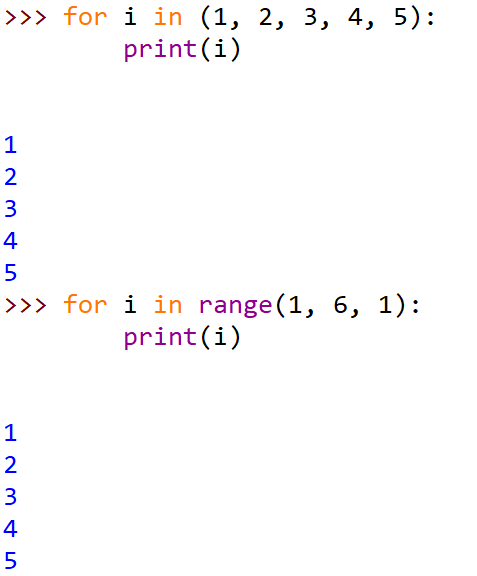 >>> for i in (1, 2, 3, 4, 5):
        print(i)
1
2
3
4
5
>>> for i in range(1, 6, 1):
        print(i)
1
2
3
4
5